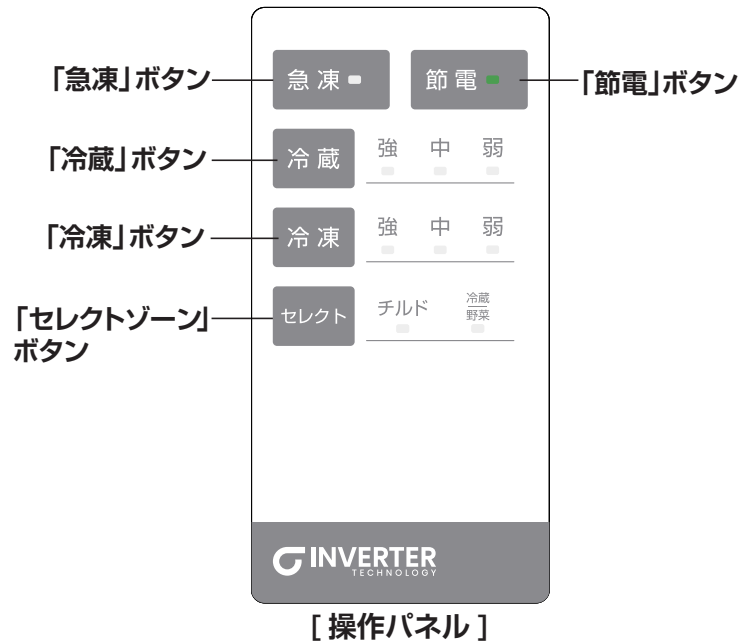 「急凍」ボタン
急凍
節電
「節電」ボタン
「冷蔵」ボタン
冷蔵
強 中 弱
「冷凍」ボタン
冷凍
強 中 弱
「セレクトゾーン」
ボタン
セレクト
チルド
冷蔵
野菜
INVERTER
TECHNOLOGY
[ 操作パネル ]